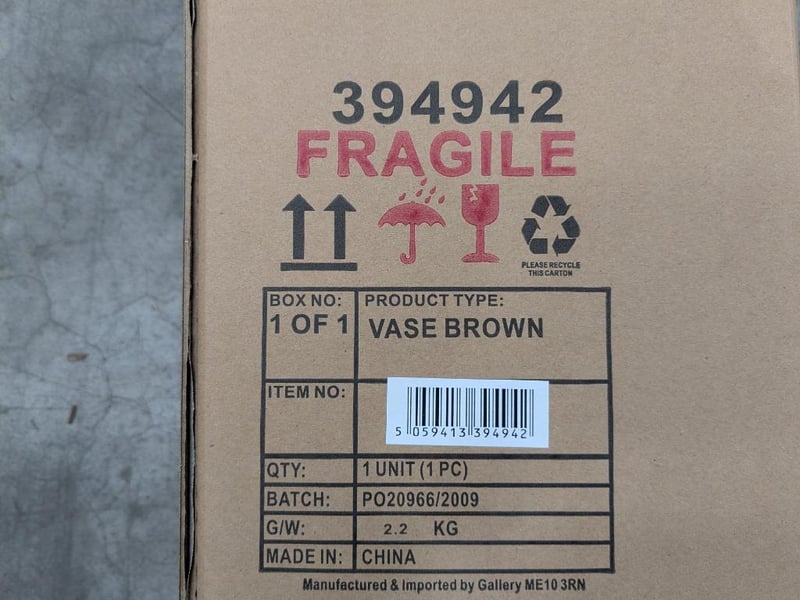 394942
FRAGILE
PLEASE RECYCLE
THIS CARTON
BOX NO: PRODUCT TYPE:
1 OF 1 VASE BROWN
ITEM NO:
5 059413 394942
QTY: 1 UNIT (1 PC)
BATCH: PO20966/2009
G/W: 2.2 KG
MADE IN: CHINA
Manufactured & Imported by Gallery ME10 3RN